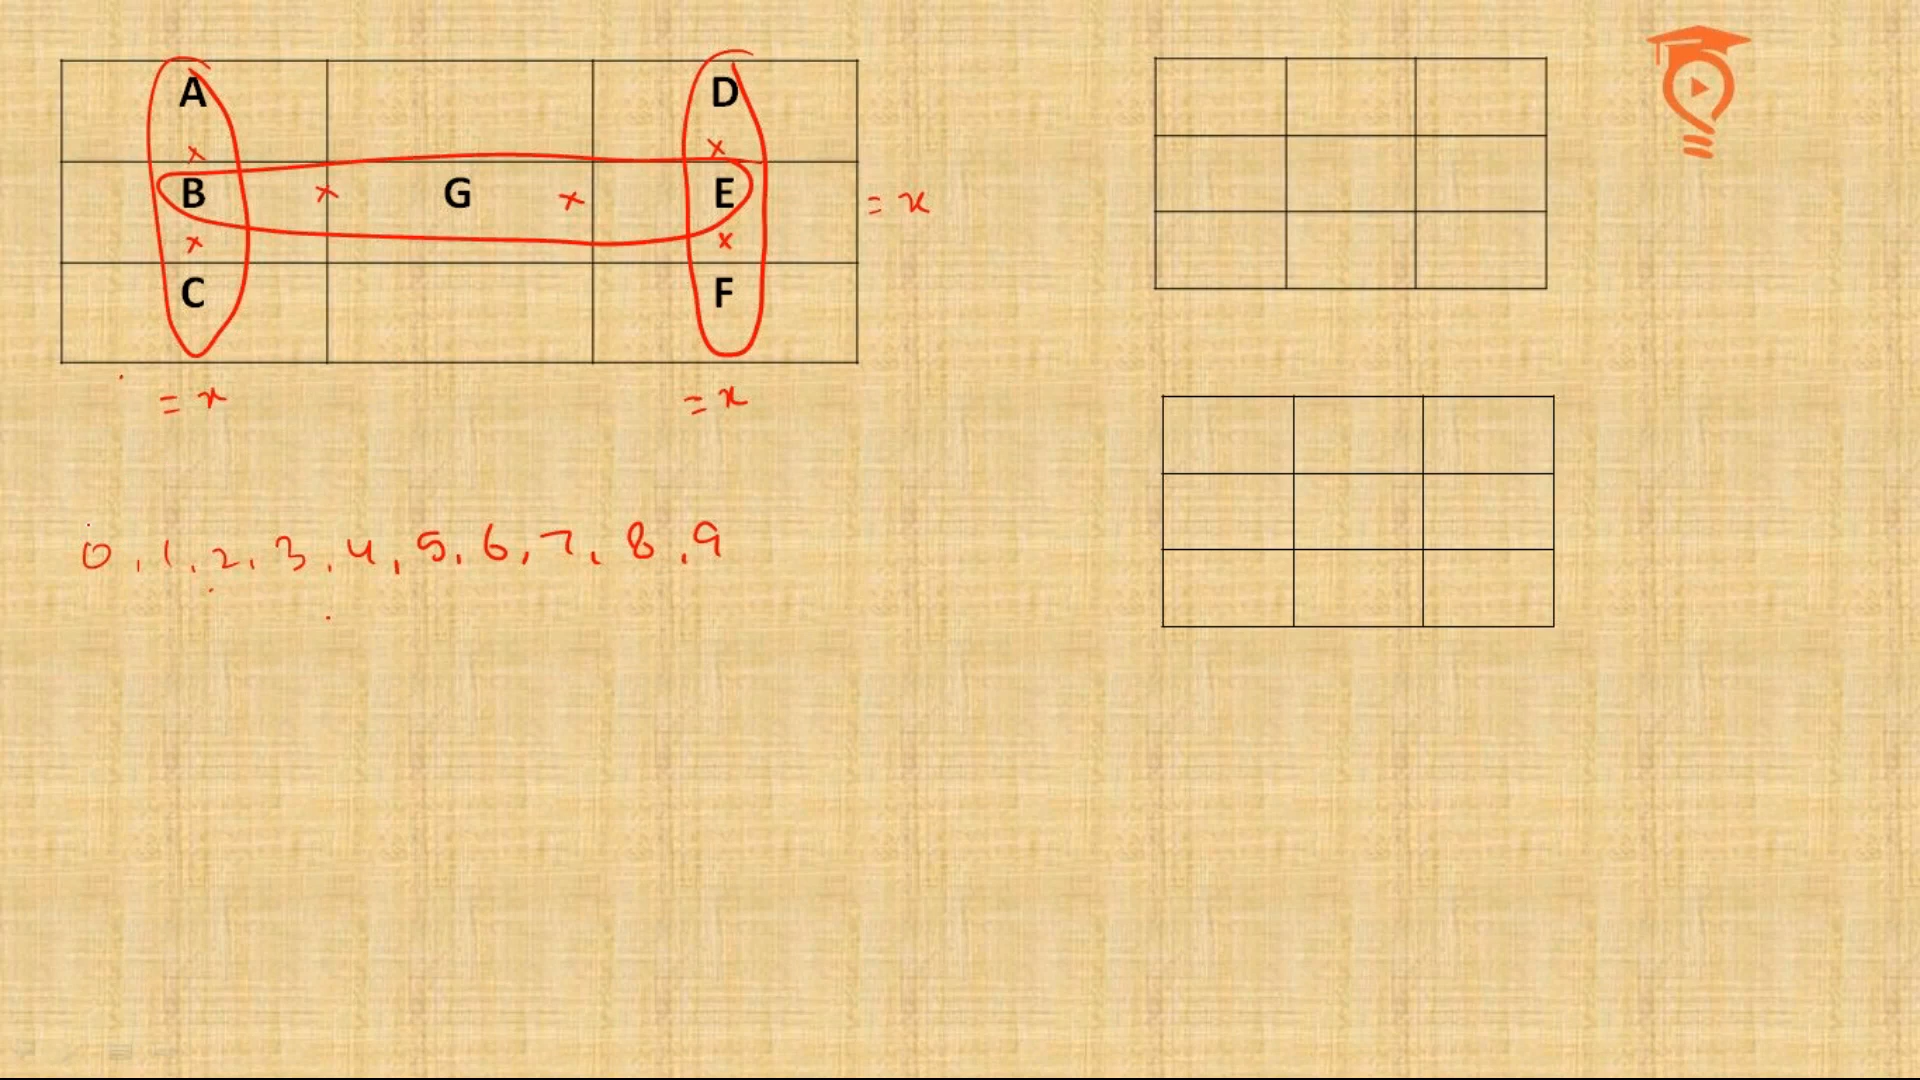 A D
× ×
B × G × E = x
× ×
C F
= x = x
0, 1, 2, 3, 4, 5, 6, 7, 8, 9